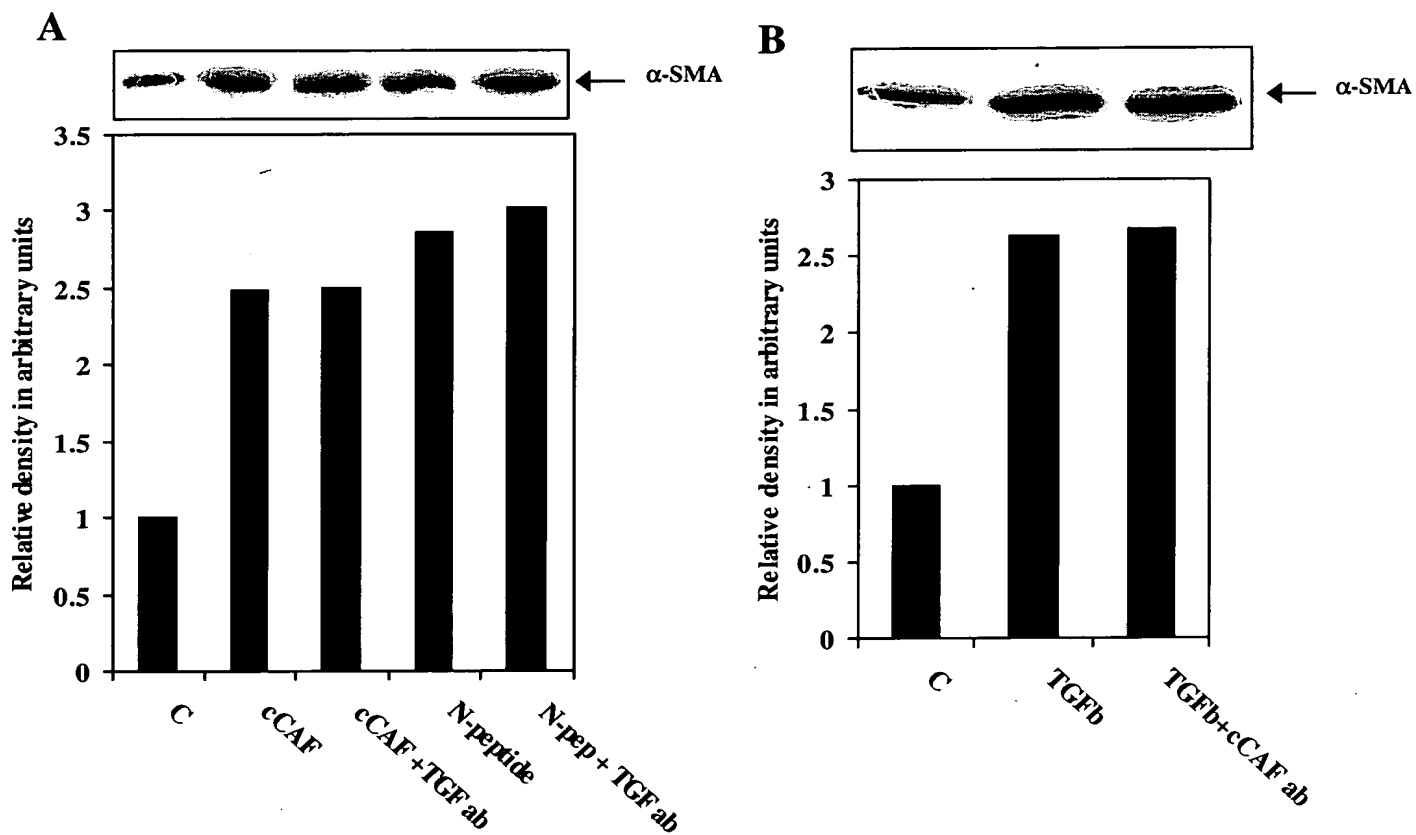 A
α-SMA
Relative density in arbitrary units
3.5
3
2.5
2
1.5
1
0.5
0
C
cCAF
cCAF +TGF ab
N-peptide
N-pep + TGF ab
B
α-SMA
Relative density in arbitrary units
3
2.5
2
1.5
1
0.5
0
C
TGFb
TGFb+cCAF ab